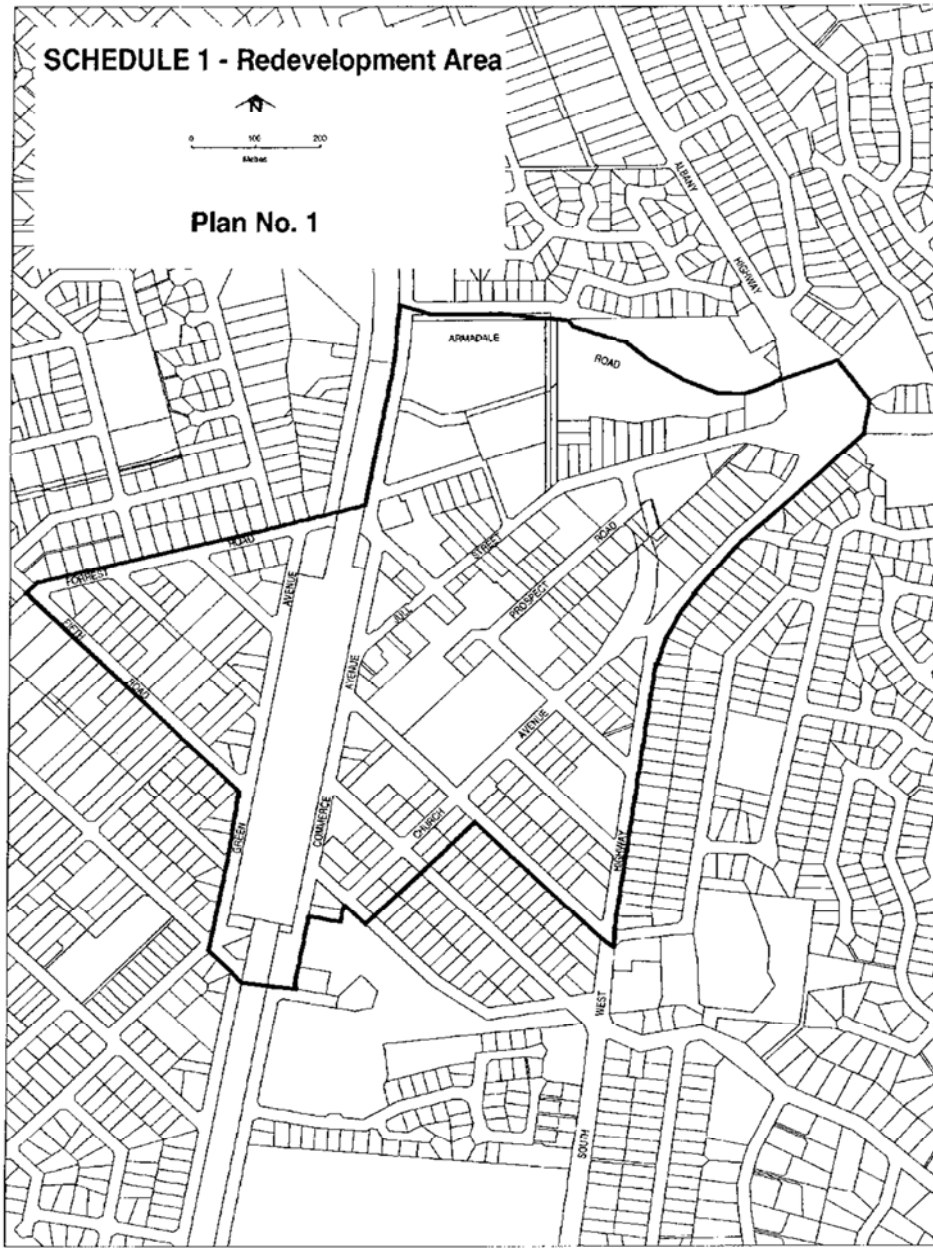 SCHEDULE 1 - Redevelopment Area
N
0 100 200
Metres
Plan No. 1
ALBANY
HIGHWAY
ARMADALE
ROAD
FORREST
ROAD
FIFTH
ROAD
AVENUE
GREEN
JULL
STREET
PROSPECT
ROAD
AVENUE
COMMERCE
CHURCH
AVENUE
HIGHWAY
WEST
SOUTH